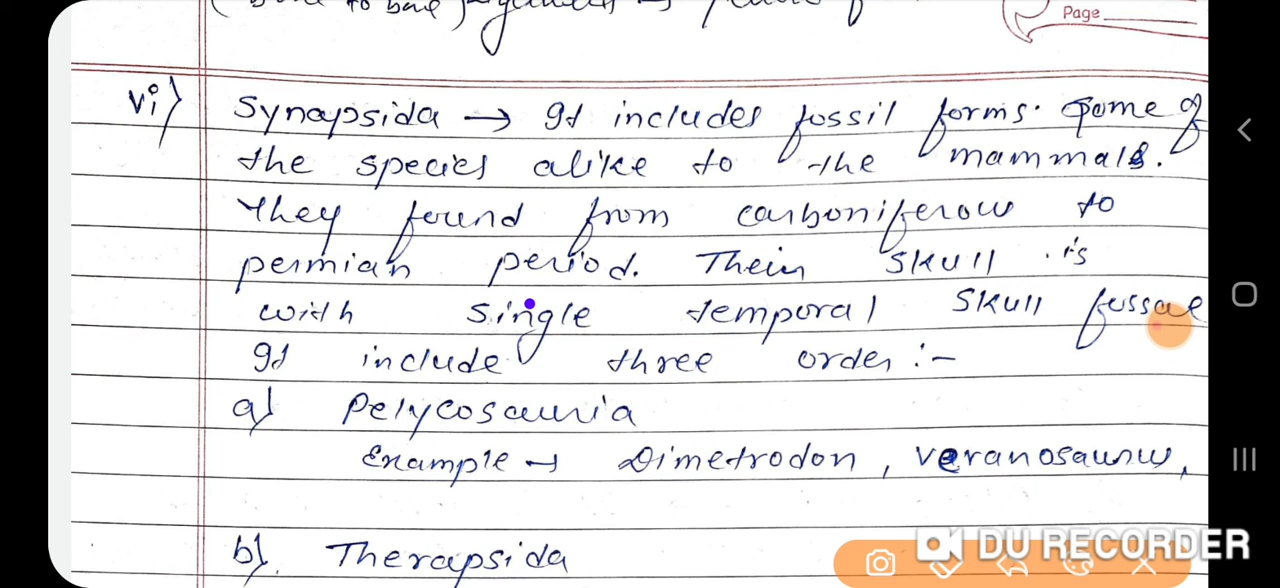 Page
vi) Synapsida → It includes fossil forms. Some of
the species alike to the mammals.
They found from carboniferous to
permian period. Their skull is
with single temporal skull fossae
It include three order :-
a) Pelycosauria
Example → Dimetrodon, veranosaurus,
b). Therapsida
DU RECORDER